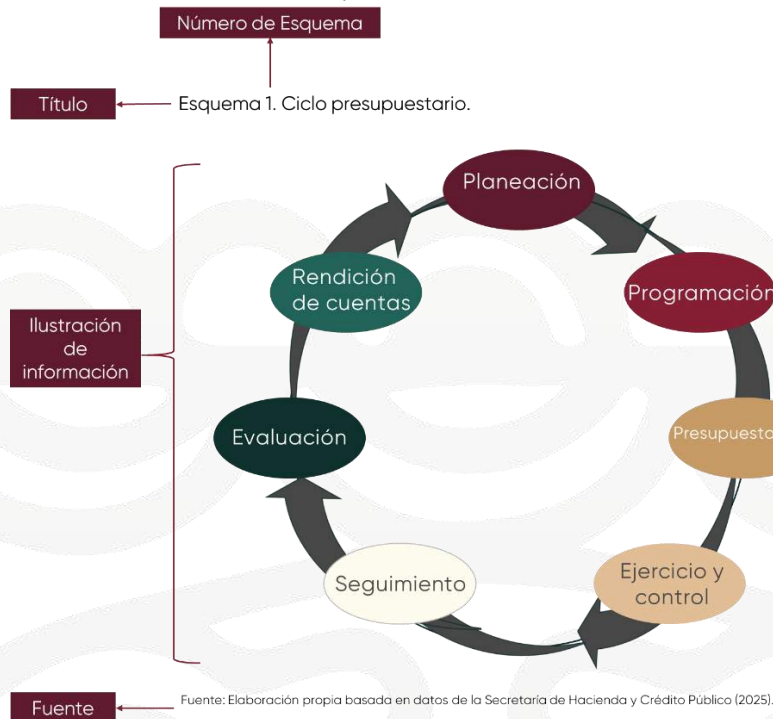 Número de Esquema
Título
Esquema 1. Ciclo presupuestario.
Planeación
Rendición
de cuentas
Programación
Ilustración
de
información
Evaluación
Presupuesta
Seguimiento
Ejercicio y
control
Fuente
Fuente: Elaboración propia basada en datos de la Secretaría de Hacienda y Crédito Público (2025).